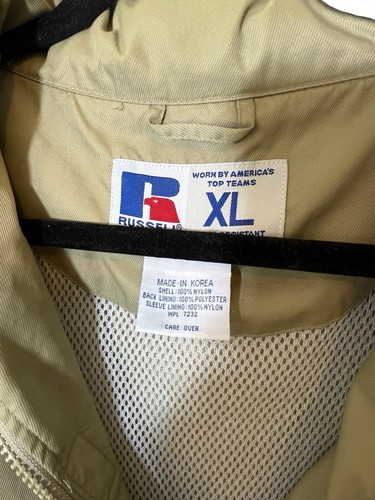 WORN BY AMERICA'S
TOP TEAMS
R
RUSSELL
XL
MADE IN KOREA
SHELL:100% NYLON
BACK LINING:100% POLYESTER
SLEEVE LINING:100% NYLON
MPL 7232
CARE OVER